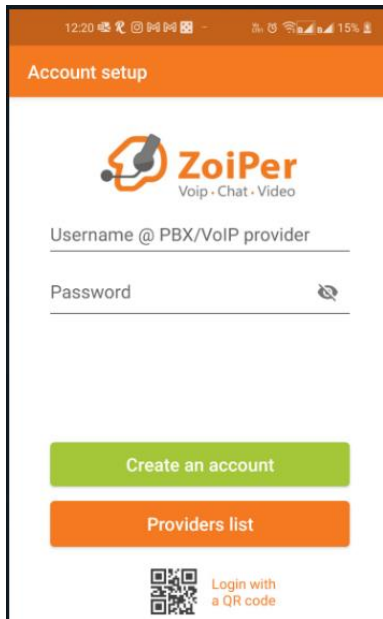 12:20
15%
Account setup
ZoiPer
Voip · Chat · Video
Username @ PBX/VoIP provider
Password
Create an account
Providers list
Login with
a QR code